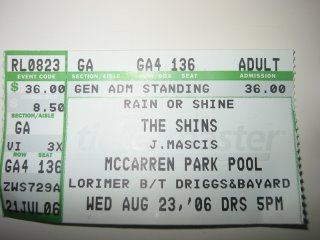 RL0823 GA GA4 136 ADULT
EVENT CODE SECTION/AISLE ROW/BOX SEAT ADMISSION
$ 36.00 GEN ADM STANDING 36.00
8.50 RAIN OR SHINE
SECTION/AISLE
GA THE SHINS
VI 3X J.MASCIS
GA4 136 MCCARREN PARK POOL
ZWS729A LORIMER B/T DRIGGS&BAYARD
21JUL06 WED AUG 23,'06 DRS 5PM